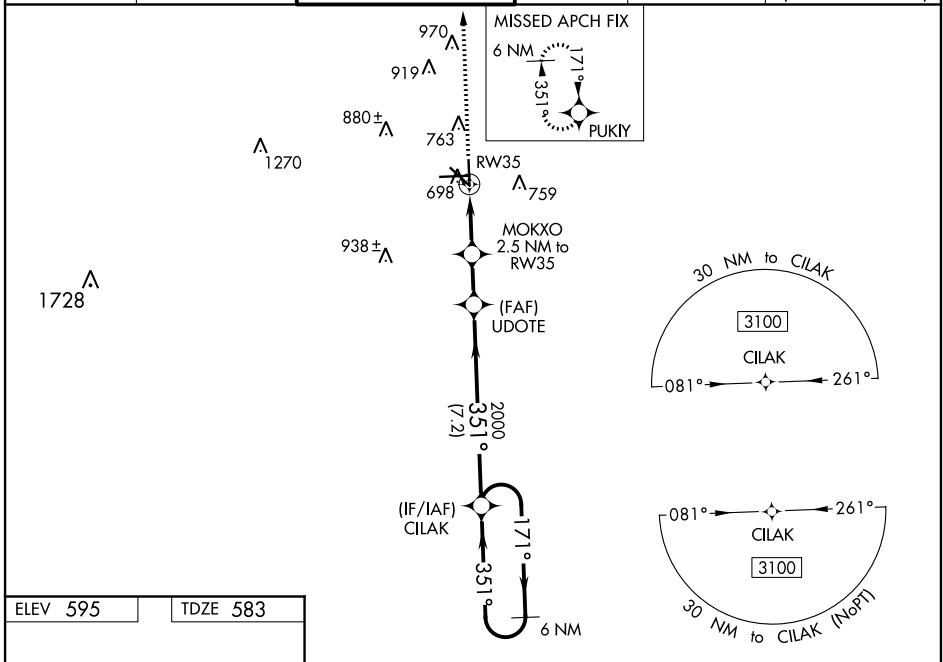 MISSED APCH FIX
6 NM
171°
351°
PUKIY
970
919
880±
763
1270
RW35
698
759
MOKXO
2.5 NM to
RW35
938±
1728
(FAF)
UDOTE
30 NM to CILAK
3100
CILAK
081°
261°
2000
351°
(7.2)
(IF/IAF)
CILAK
171°
351°
6 NM
081°
261°
CILAK
3100
30 NM to CILAK (NoPT)
ELEV 595
TDZE 583